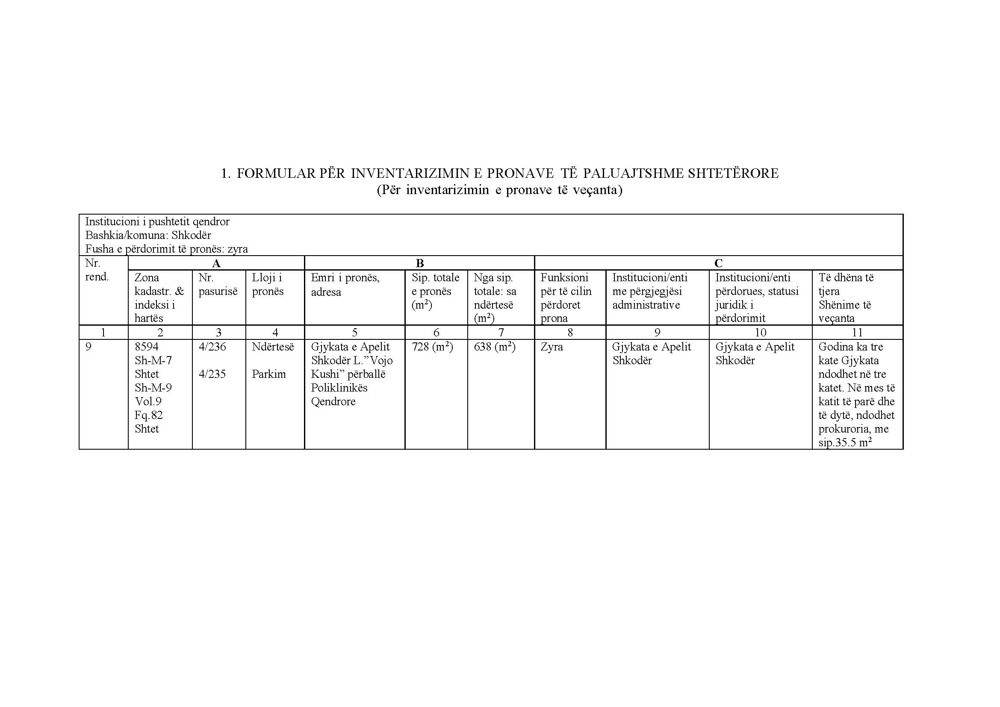 1. FORMULAR PËR INVENTARIZIMIN E PRONAVE TË PALUAJTSHME SHTETËRORE
(Për inventarizimin e pronave të veçanta)
Institucioni i pushtetit qendror
Bashkia/komuna: Shkodër
Fusha e përdorimit të pronës: zyra
Nr.
rend.
A
B
C
Zona
kadastr. &
indeksi i
hartës
Nr.
pasurisë
Lloji i
pronës
Emri i pronës,
adresa
Sip. totale
e pronës
(m²)
Nga sip.
totale: sa
ndërtesë
(m²)
Funksioni
për të cilin
përdoret
prona
Institucioni/enti
me përgjegjësi
administrative
Institucioni/enti
përdorues, statusi
juridik i
përdorimit
Të dhëna të
tjera
Shënime të
veçanta
1 2 3 4 5 6 7 8 9 10 11
9
8594
Sh-M-7
Shtet
Sh-M-9
Vol.9
Fq.82
Shtet
4/236
4/235
Ndërtesë
Parkim
Gjykata e Apelit
Shkodër L.”Vojo
Kushi” përballë
Poliklinikës
Qendrore
728 (m²)
638 (m²)
Zyra
Gjykata e Apelit
Shkodër
Gjykata e Apelit
Shkodër
Godina ka tre
kate Gjykata
ndodhet në tre
katet. Në mes të
katit të parë dhe
të dytë, ndodhet
prokuroria, me
sip.35.5 m²